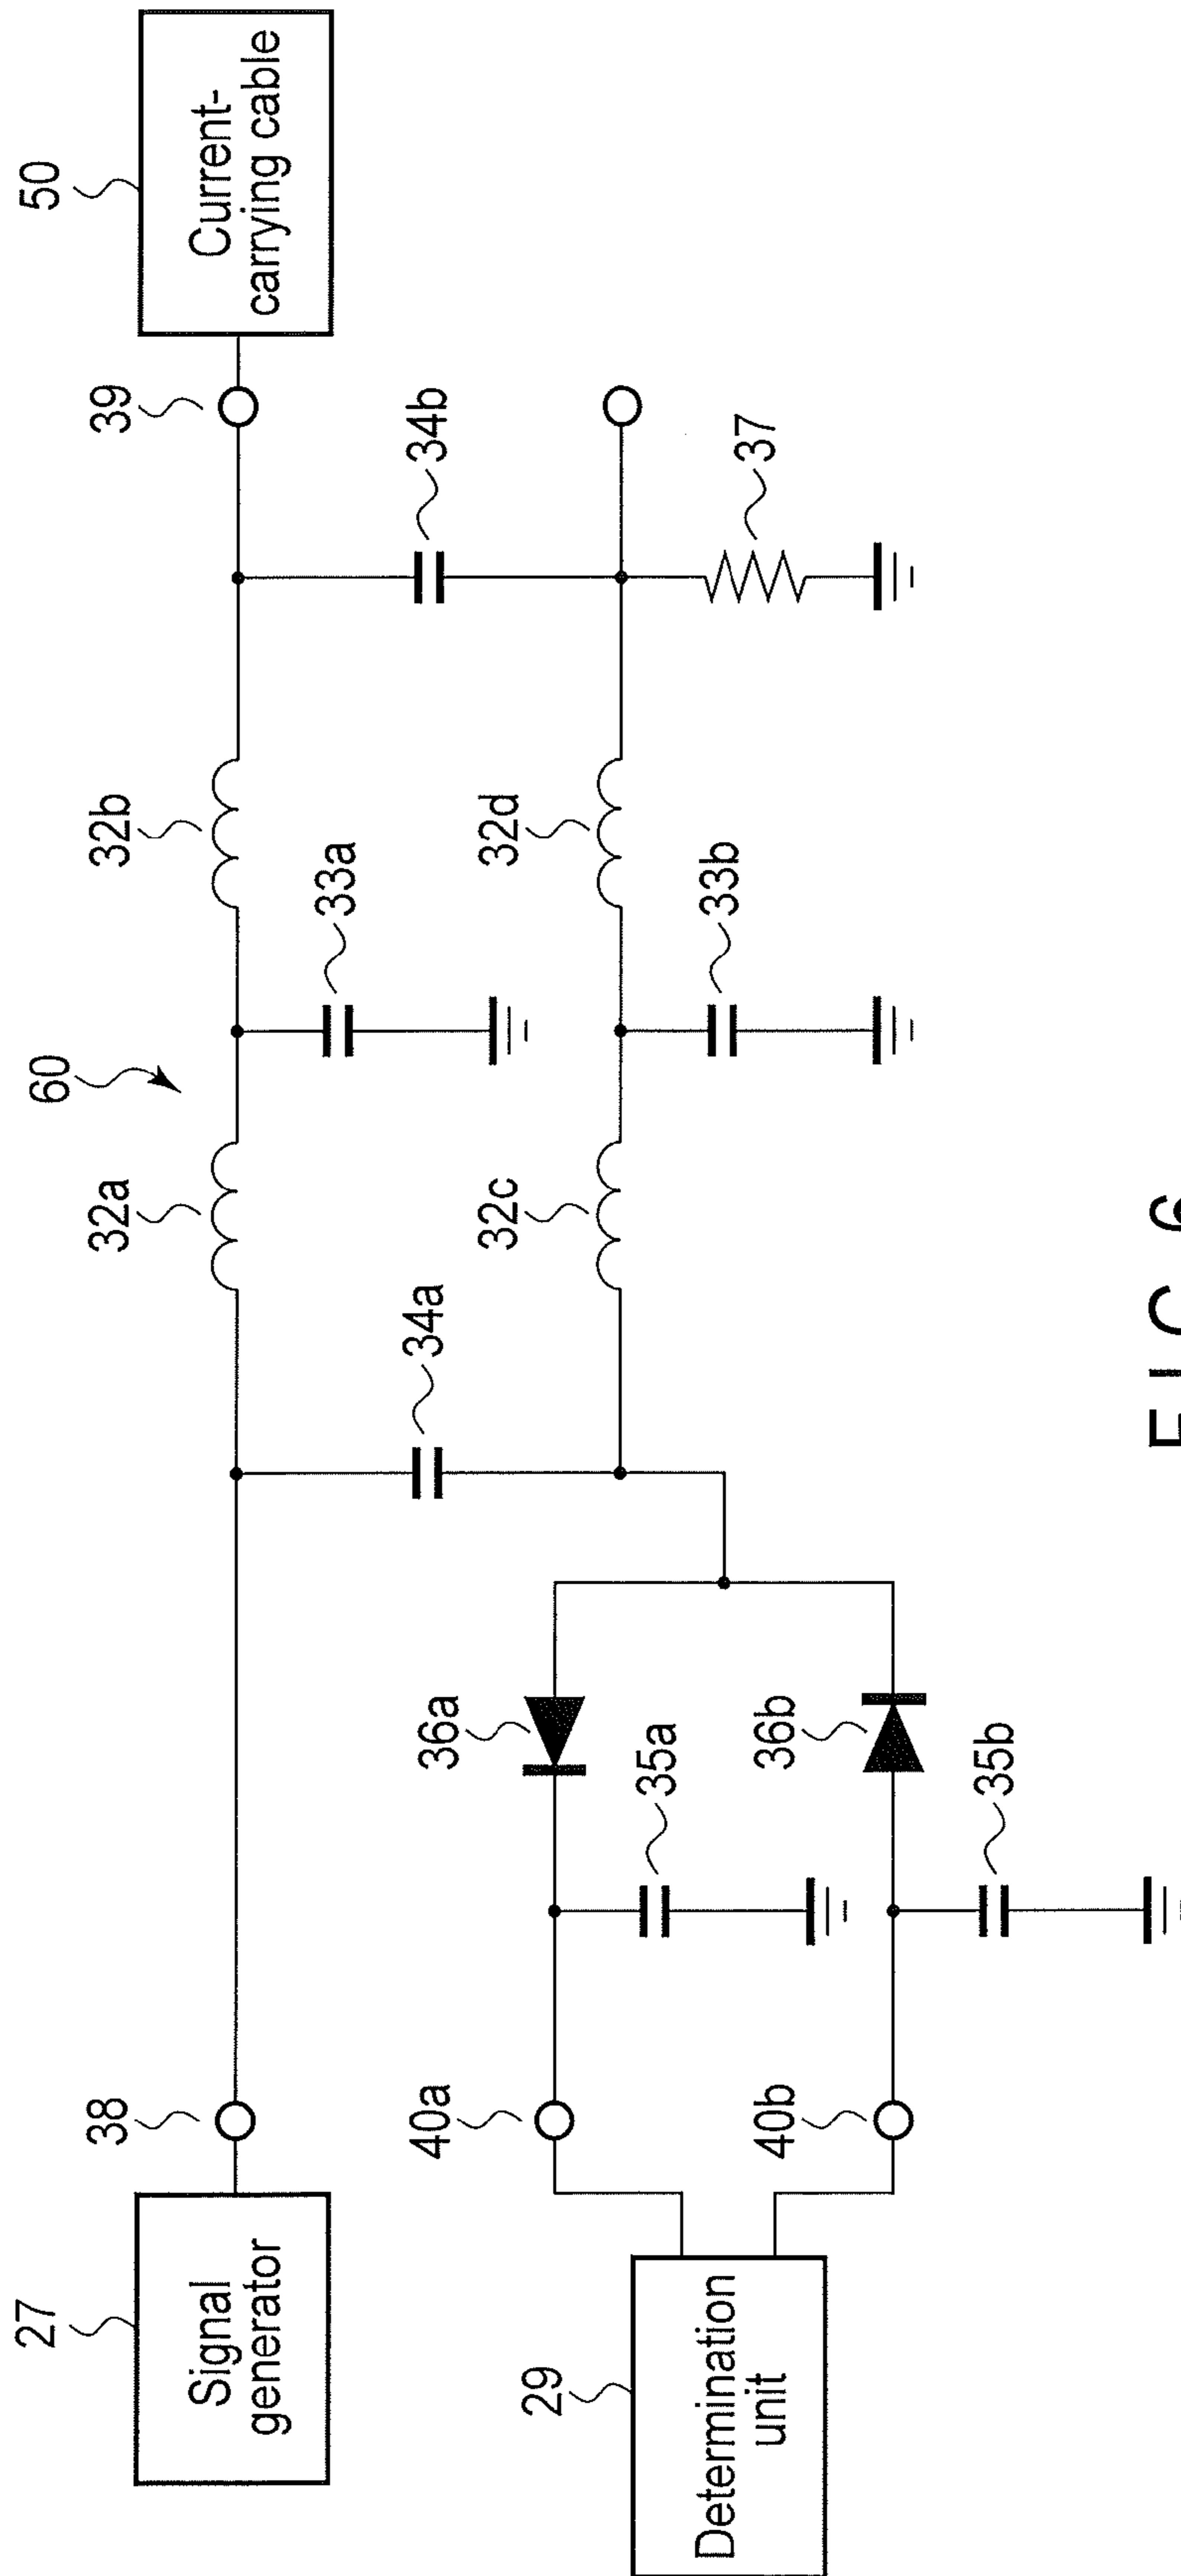 50
Current-
carrying cable
39
34b
37
32b
33a
32d
33b
60
32a
32c
34a
36a
35a
36b
35b
38
40a
40b
27
Signal
generator
29
Determination
unit